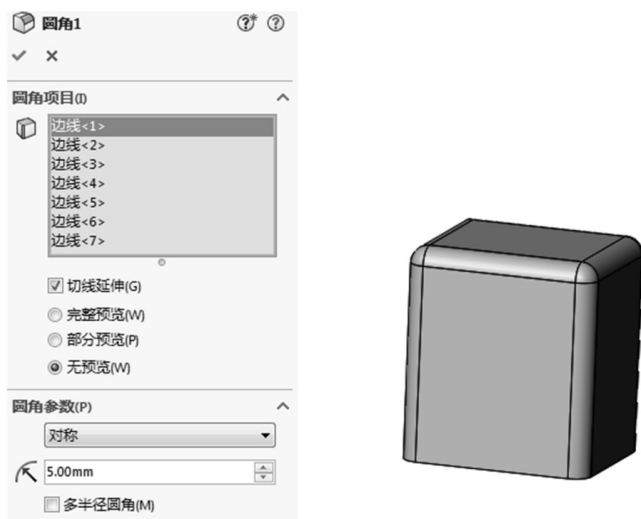 圆角1
圆角项目(I)
边线<1>
边线<2>
边线<3>
边线<4>
边线<5>
边线<6>
边线<7>
切线延伸(G)
完整预览(W)
部分预览(P)
无预览(W)
圆角参数(P)
对称
5.00mm
多半径圆角(M)